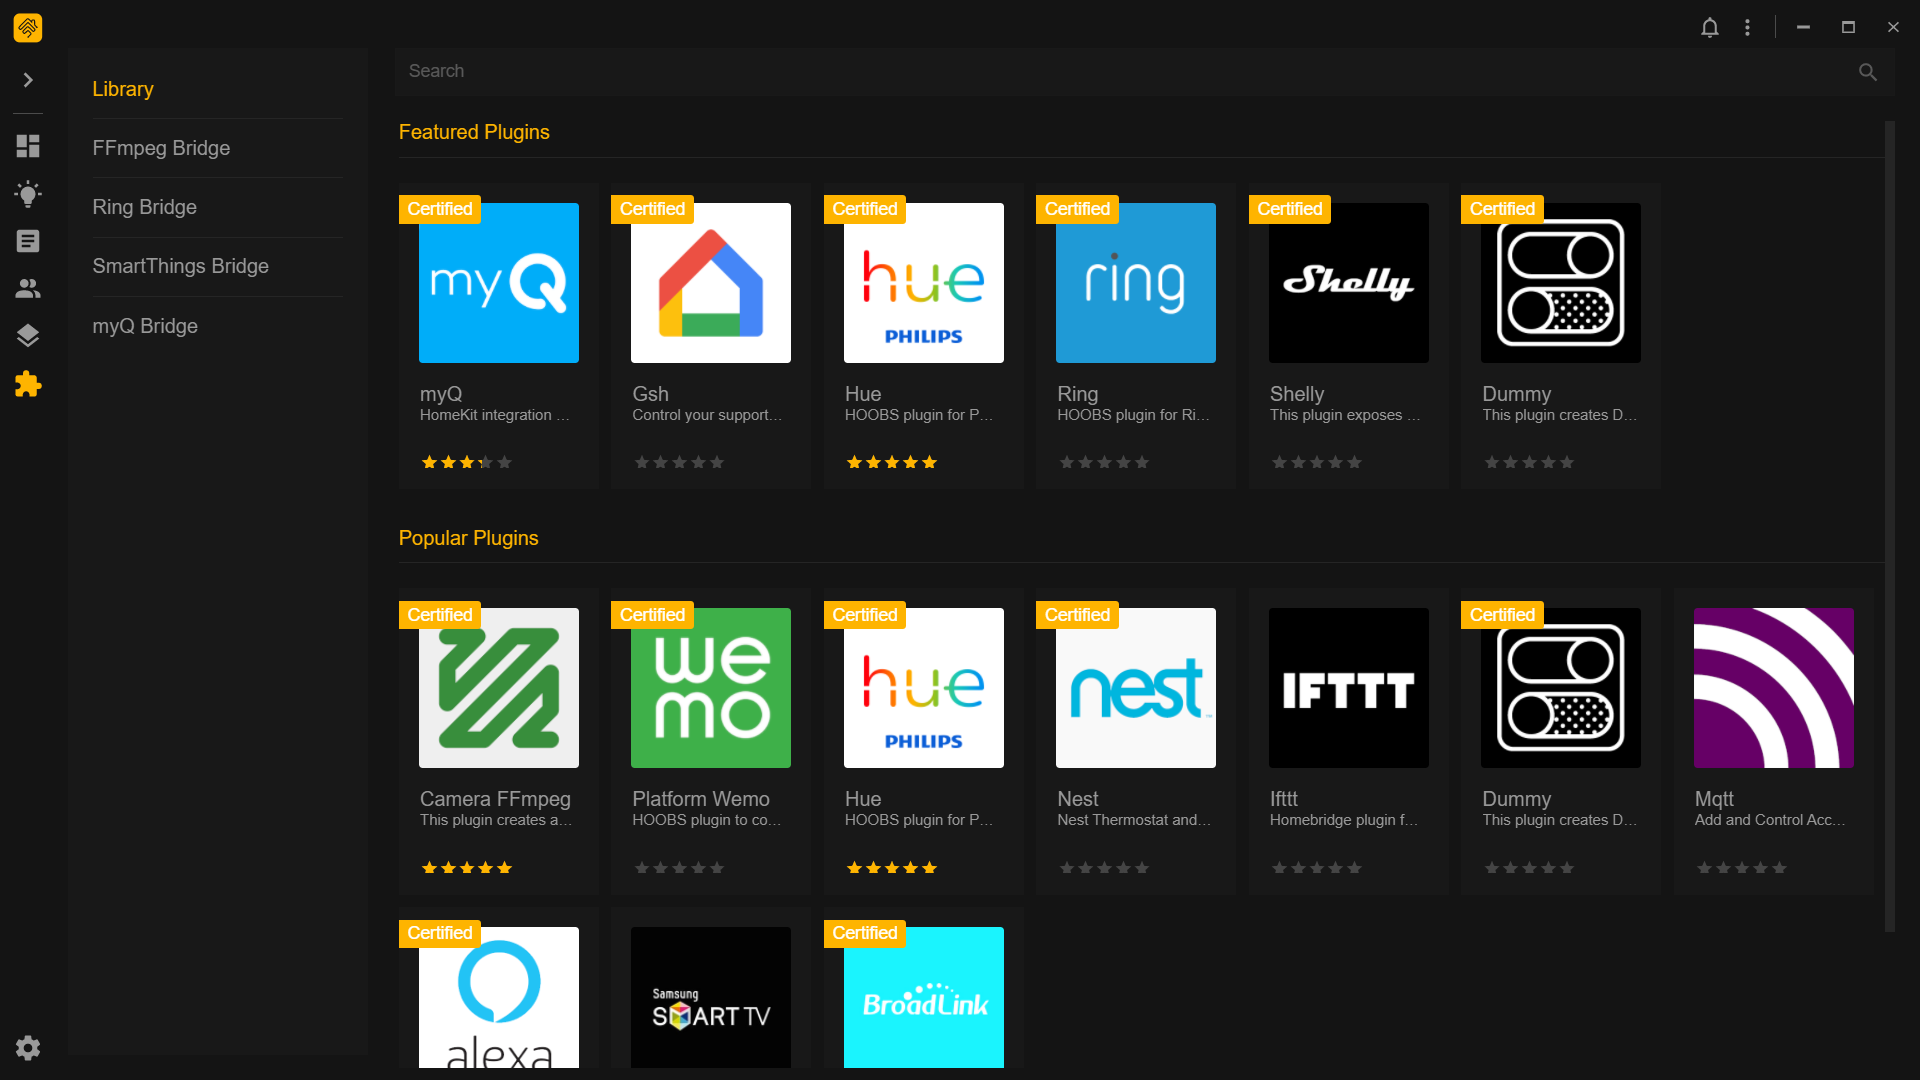 Search
Library
FFmpeg Bridge
Ring Bridge
SmartThings Bridge
myQ Bridge
Featured Plugins
Certified
Certified
Certified
Certified
Certified
Certified
myQ
hue
PHILIPS
ring
Shelly
myQ
HomeKit integration ...
Gsh
Control your support...
Hue
HOOBS plugin for P...
Ring
HOOBS plugin for Ri...
Shelly
This plugin exposes ...
Dummy
This plugin creates D...
Popular Plugins
Certified
Certified
Certified
Certified
Certified
we
mo
hue
PHILIPS
nest
IFTTT
Camera FFmpeg
This plugin creates a...
Platform Wemo
HOOBS plugin to co...
Hue
HOOBS plugin for P...
Nest
Nest Thermostat and...
Ifttt
Homebridge plugin f...
Dummy
This plugin creates D...
Mqtt
Add and Control Acc...
Certified
Certified
alexa
Samsung
SMART TV
BroadLink